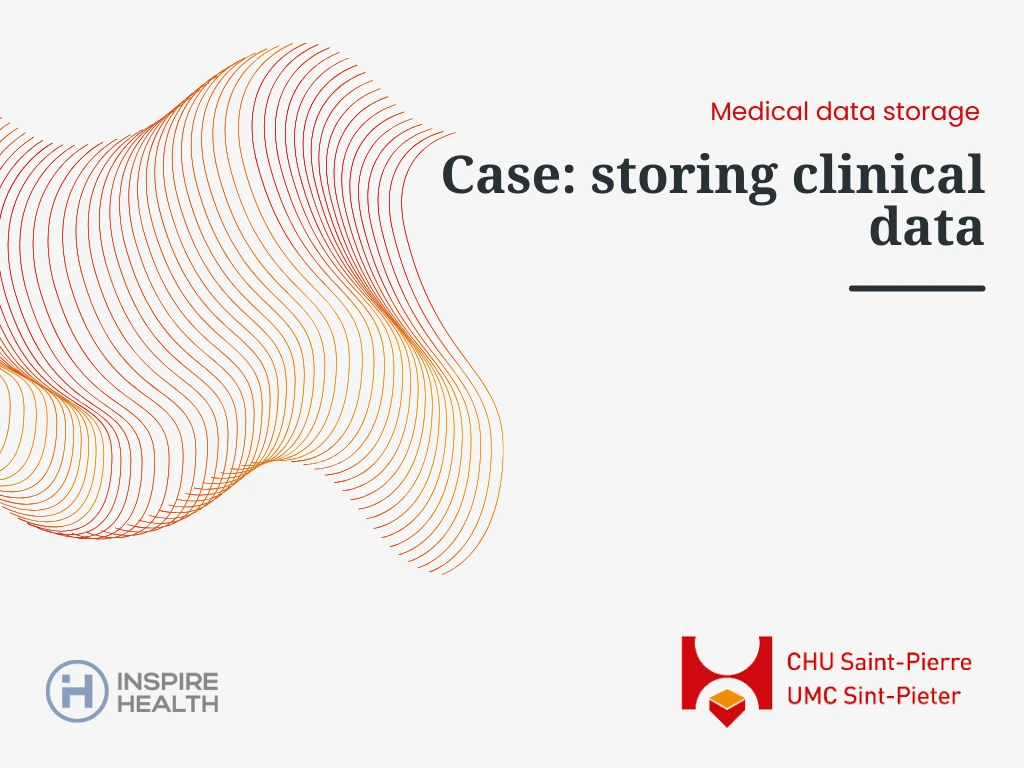 Medical data storage
Case: storing clinical
data
INSPIRE
HEALTH
CHU Saint-Pierre
UMC Sint-Pieter